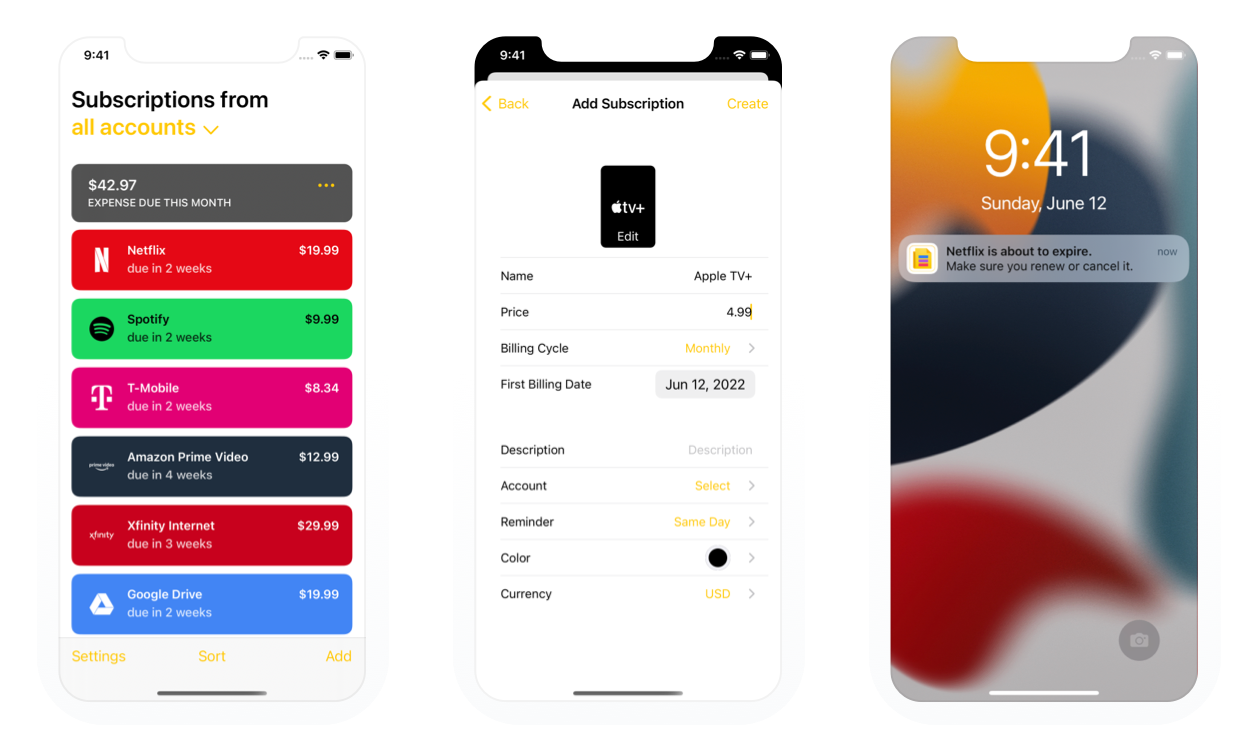 9:41
Subscriptions from
all accounts
$42.97
EXPENSE DUE THIS MONTH
Netflix $19.99
due in 2 weeks
Spotify $9.99
due in 2 weeks
T
T-Mobile $8.34
due in 2 weeks
prime video
Amazon Prime Video $12.99
due in 4 weeks
xfinity
Xfinity Internet $29.99
due in 3 weeks
Google Drive $19.99
due in 2 weeks
Settings Sort Add
9:41
Back Add Subscription Create
tv+
Edit
Name Apple TV+
Price 4.99
Billing Cycle Monthly
First Billing Date Jun 12, 2022
Description Description
Account Select
Reminder Same Day
Color
Currency USD
9:41
Sunday, June 12
Netflix is about to expire. now
Make sure you renew or cancel it.